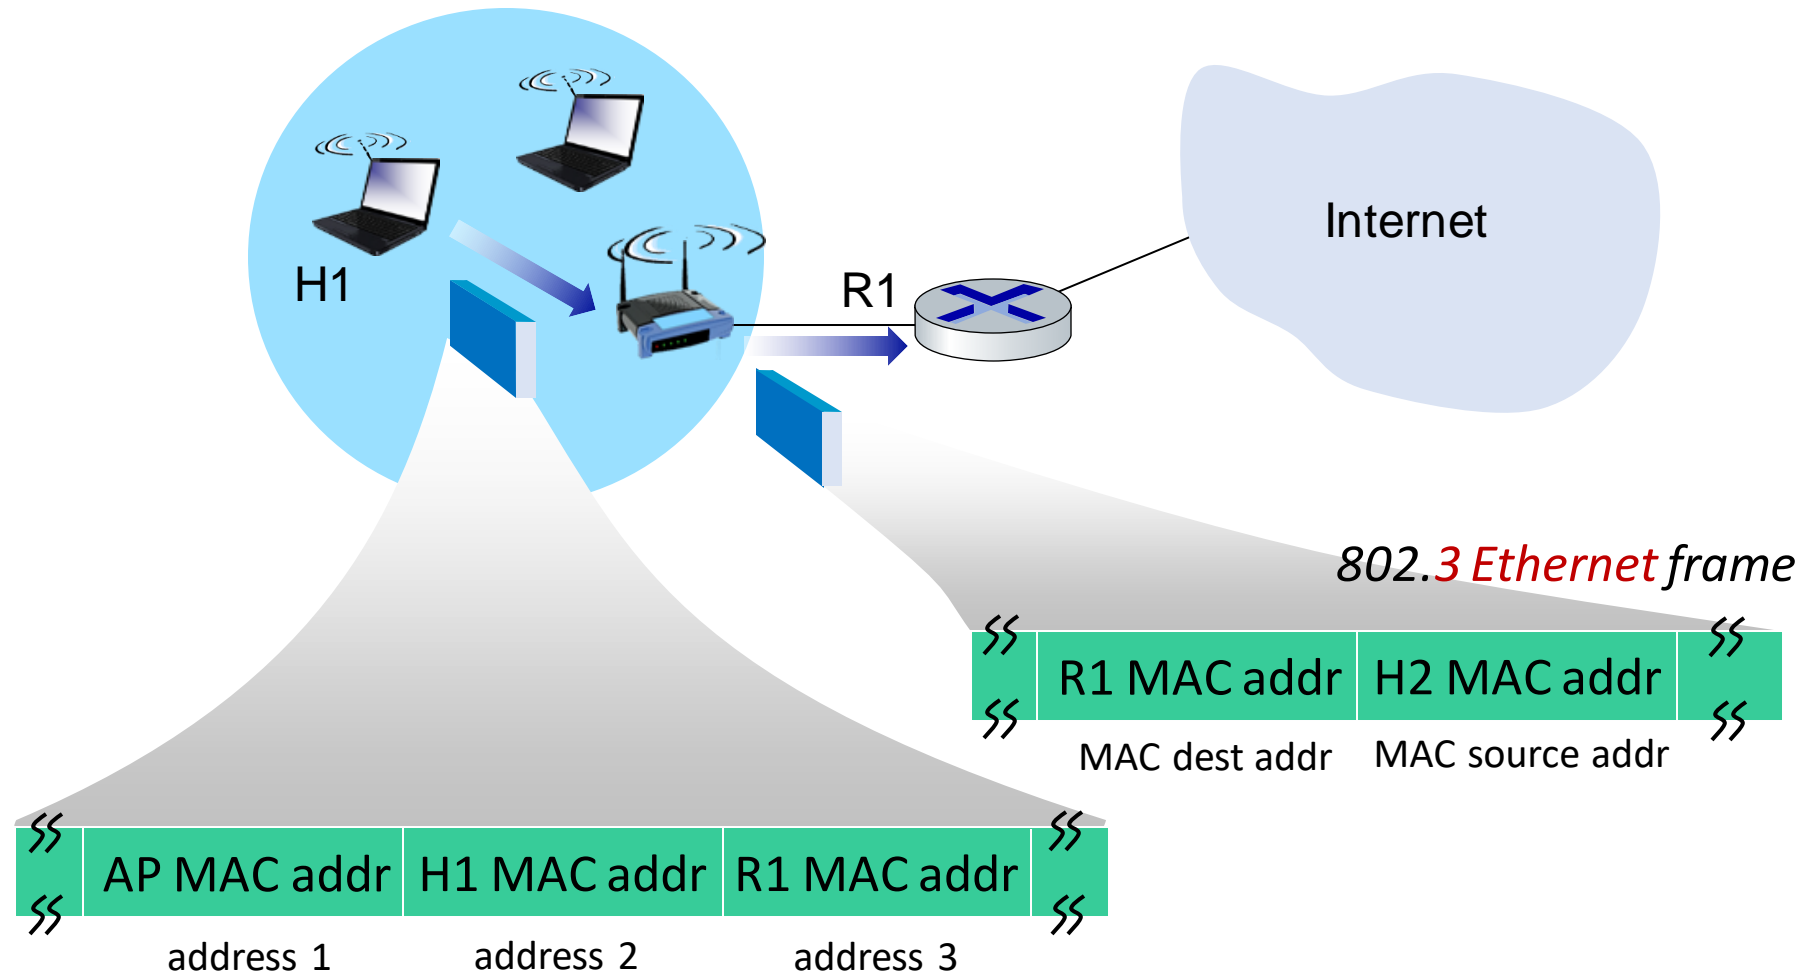 Internet
H1
R1
802.3 Ethernet frame
R1 MAC addr H2 MAC addr
MAC dest addr MAC source addr
AP MAC addr H1 MAC addr R1 MAC addr
address 1 address 2 address 3